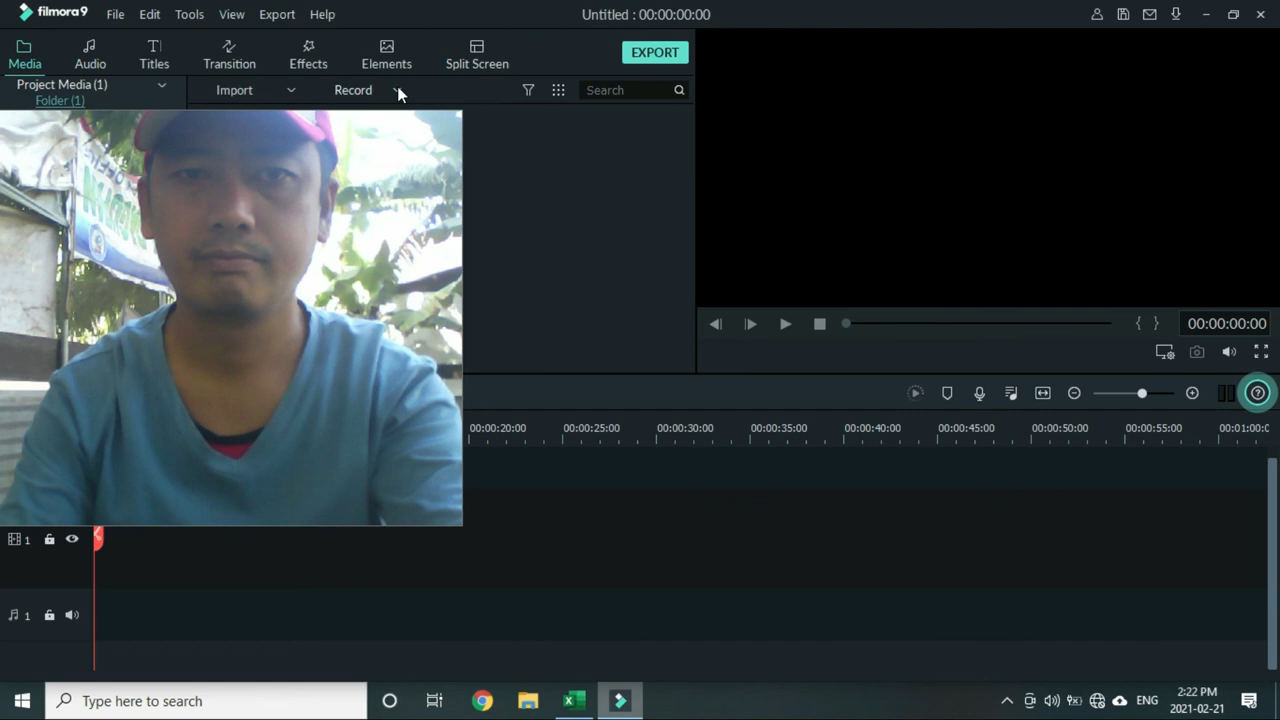 filmora9 File Edit Tools View Export Help Untitled : 00:00:00:00
Media Audio Titles Transition Effects Elements Split Screen EXPORT
Project Media (1) Import Record Search
Folder (1)
{ } 00:00:00:00
00:00:20:00 00:00:25:00 00:00:30:00 00:00:35:00 00:00:40:00 00:00:45:00 00:00:50:00 00:00:55:00 00:01:00:0
1
1
Type here to search ENG 2:22 PM
2021-02-21